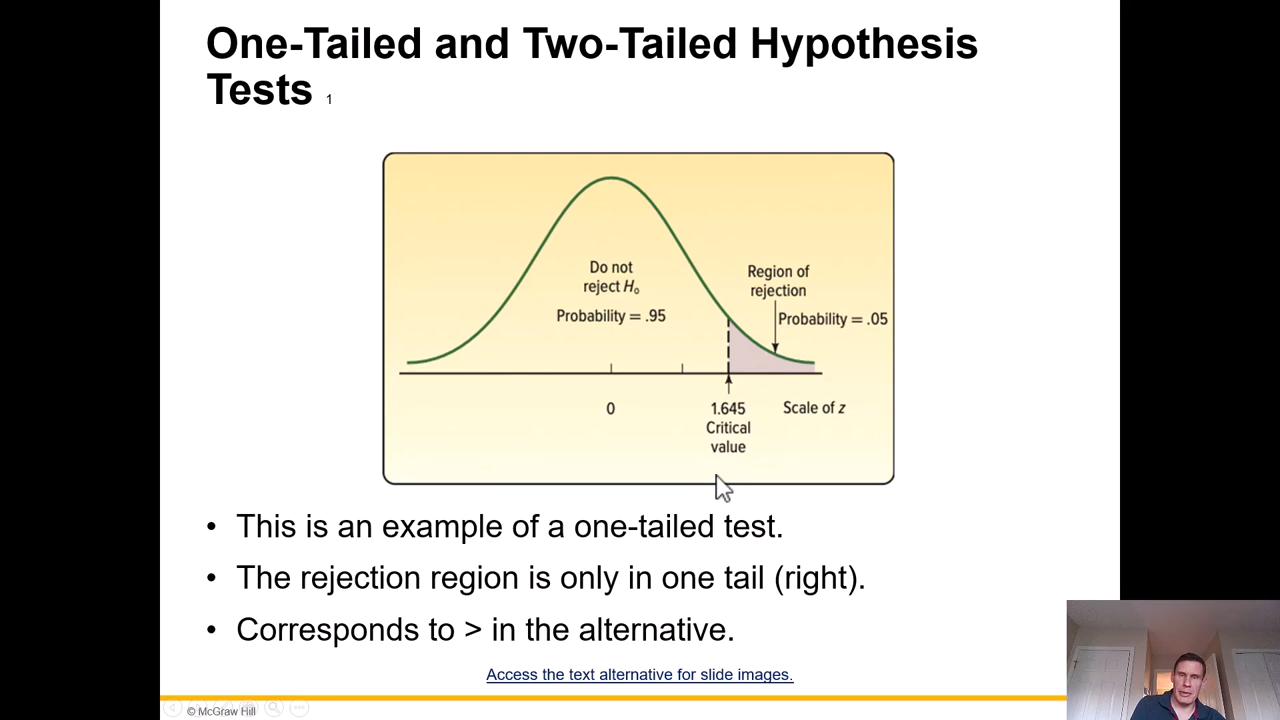 One-Tailed and Two-Tailed Hypothesis
Tests 1
Do not
reject H₀
Probability = .95
Region of
rejection
Probability = .05
0
1.645
Critical
value
Scale of z
• This is an example of a one-tailed test.
• The rejection region is only in one tail (right).
• Corresponds to > in the alternative.
Access the text alternative for slide images.
© McGraw Hill